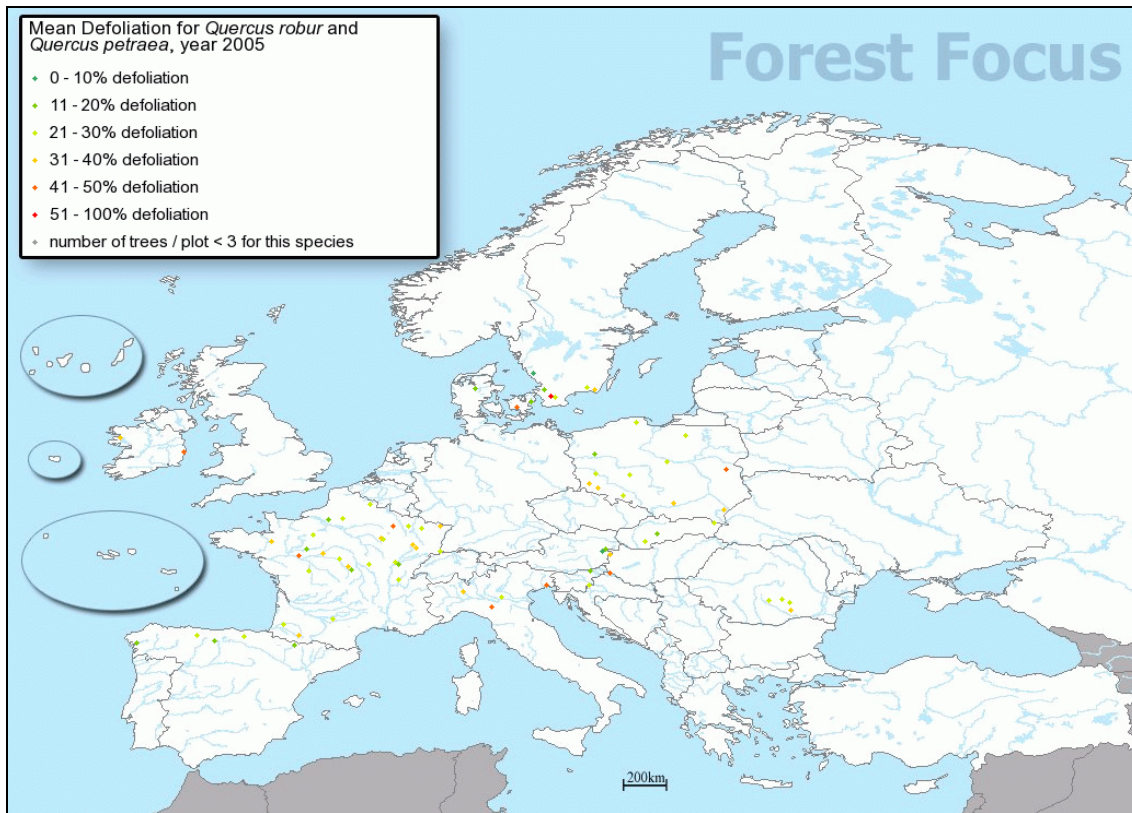 Mean Defoliation for Quercus robur and
Quercus petraea, year 2005
0 - 10% defoliation
11 - 20% defoliation
21 - 30% defoliation
31 - 40% defoliation
41 - 50% defoliation
51 - 100% defoliation
number of trees / plot < 3 for this species
Forest Focus
200km